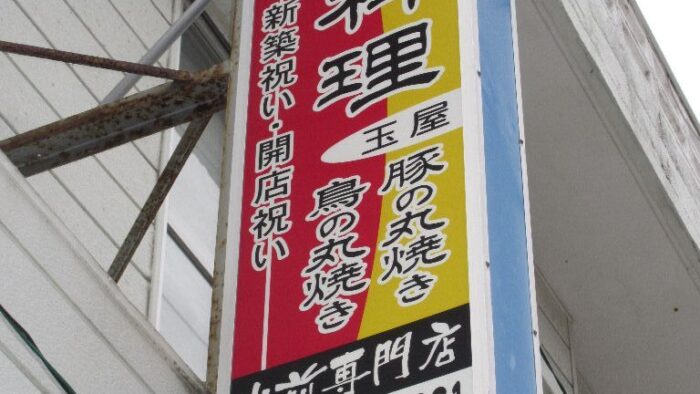 料理
玉屋
豚の丸焼き
鳥の丸焼き
新築祝い・開店祝い
前専門店